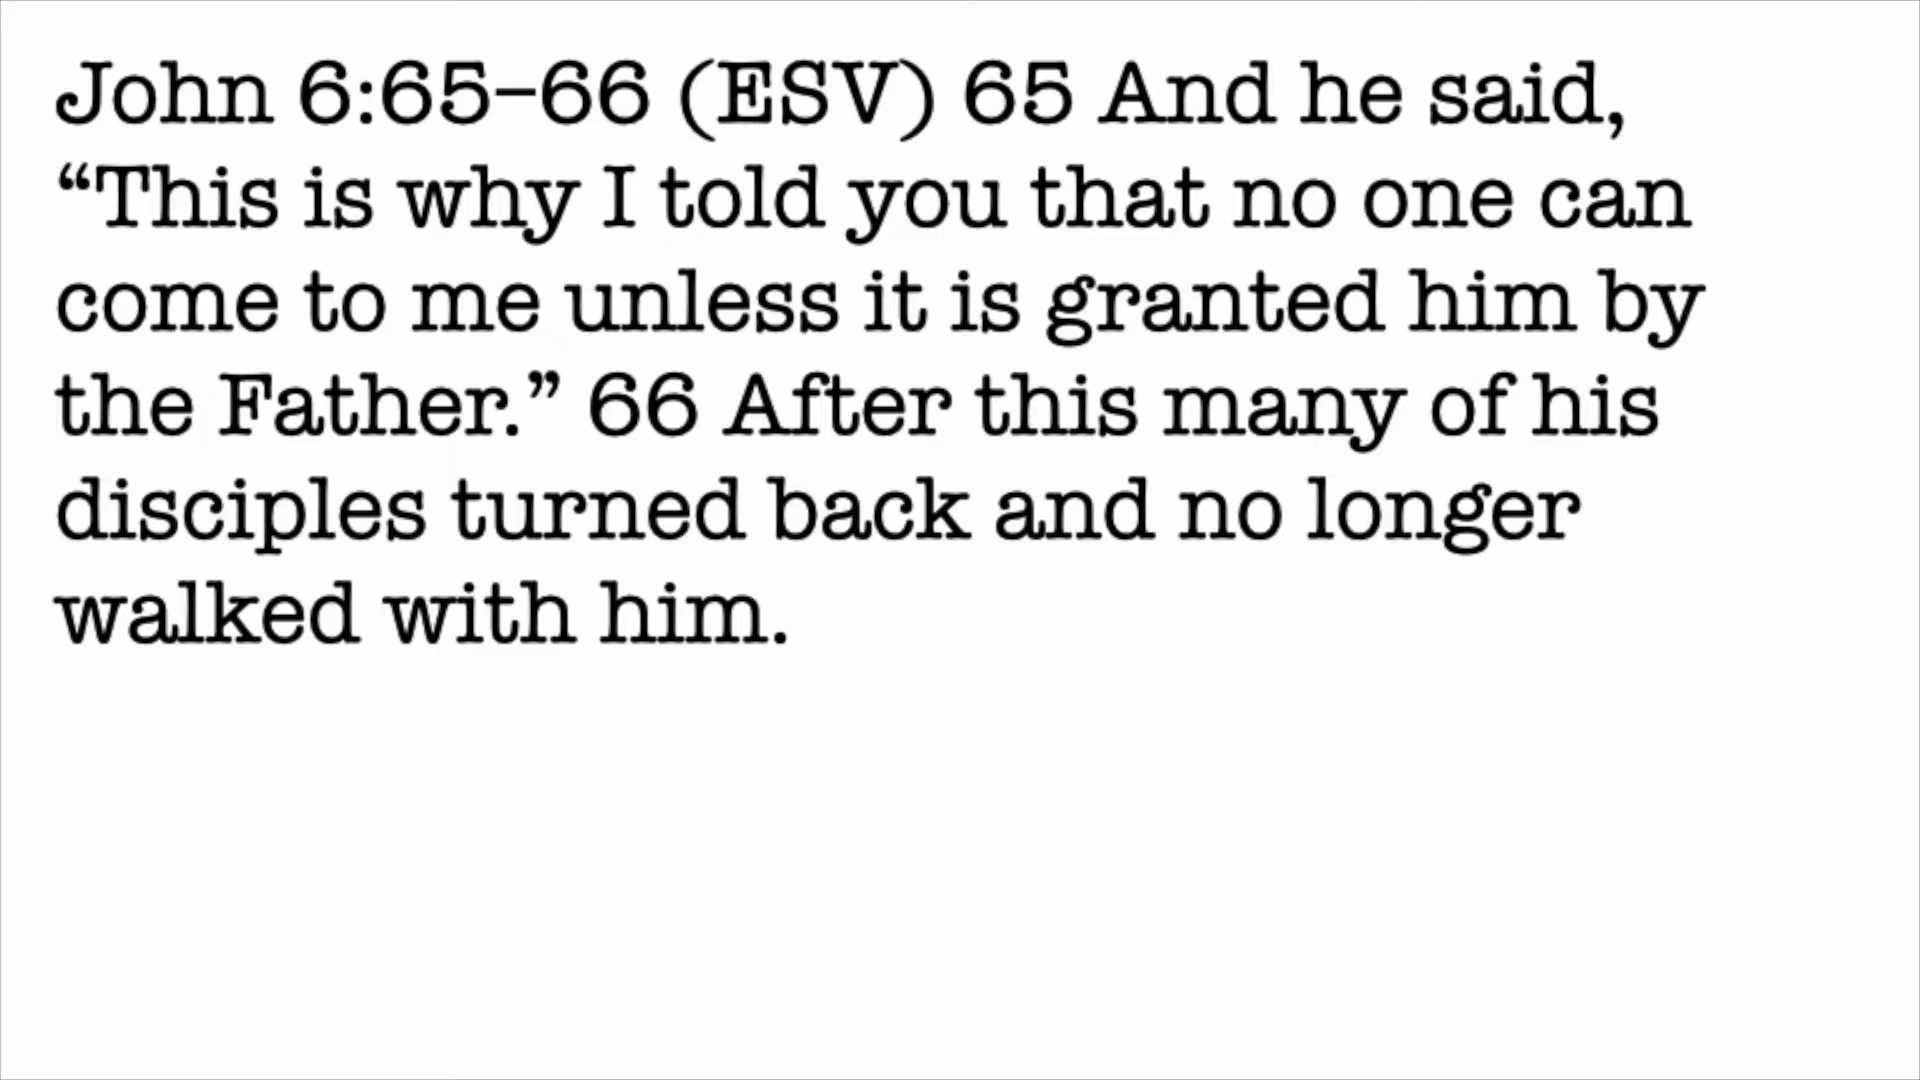 John 6:65–66 (ESV) 65 And he said,
“This is why I told you that no one can
come to me unless it is granted him by
the Father.” 66 After this many of his
disciples turned back and no longer
walked with him.